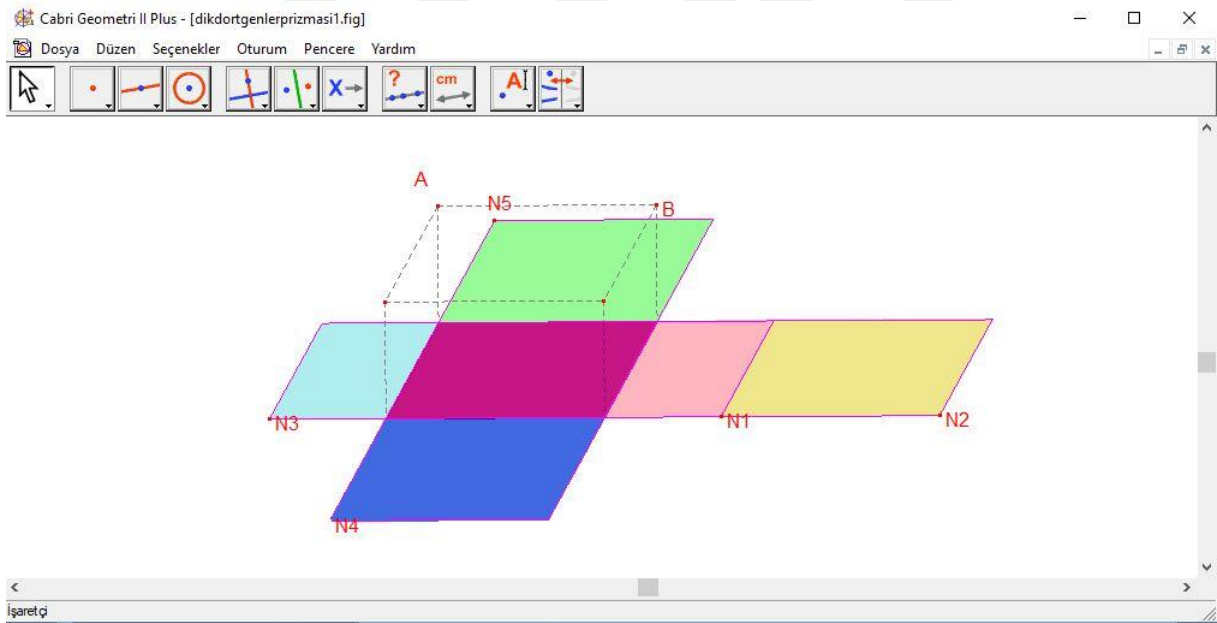 Cabri Geometri II Plus - [dikdortgenlerprizmasi1.fig]
Dosya Düzen Seçenekler Oturum Pencere Yardım
? cm A
A
N5
B
N3
N1
N2
N4
İşaretçi